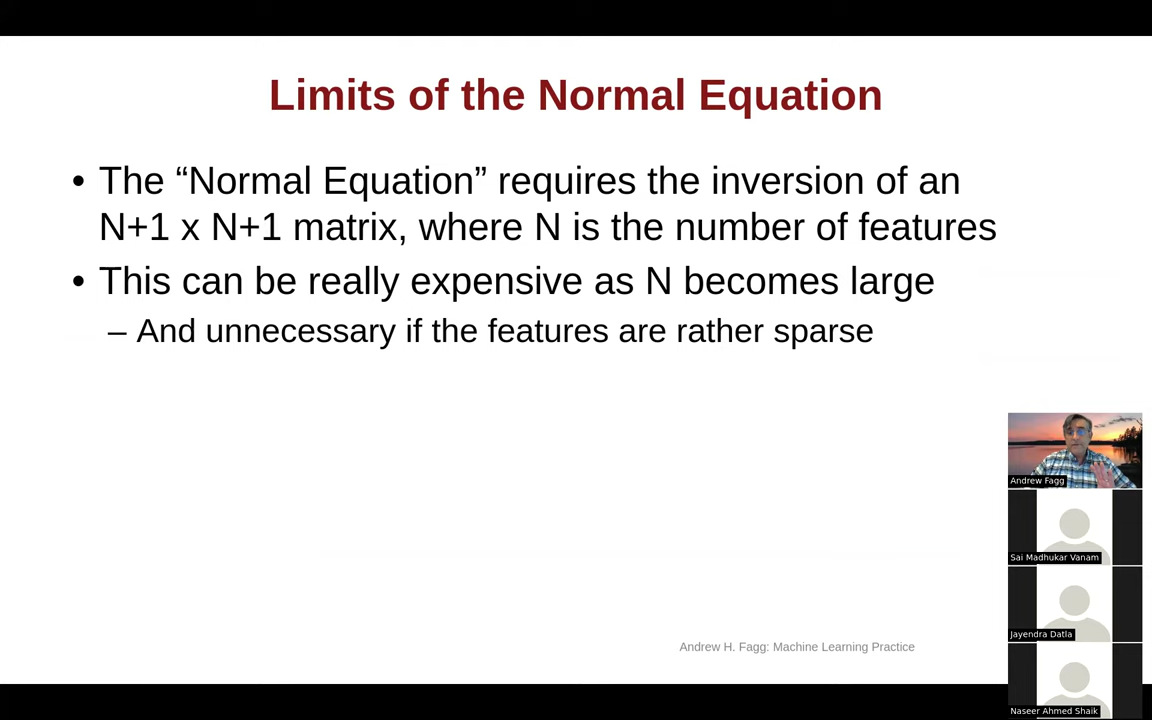 Limits of the Normal Equation
• The “Normal Equation” requires the inversion of an
N+1 x N+1 matrix, where N is the number of features
• This can be really expensive as N becomes large
– And unnecessary if the features are rather sparse
Andrew Fagg
Sai Madhukar Vanam
Jayendra Datla
Andrew H. Fagg: Machine Learning Practice
Naseer Ahmed Shaik